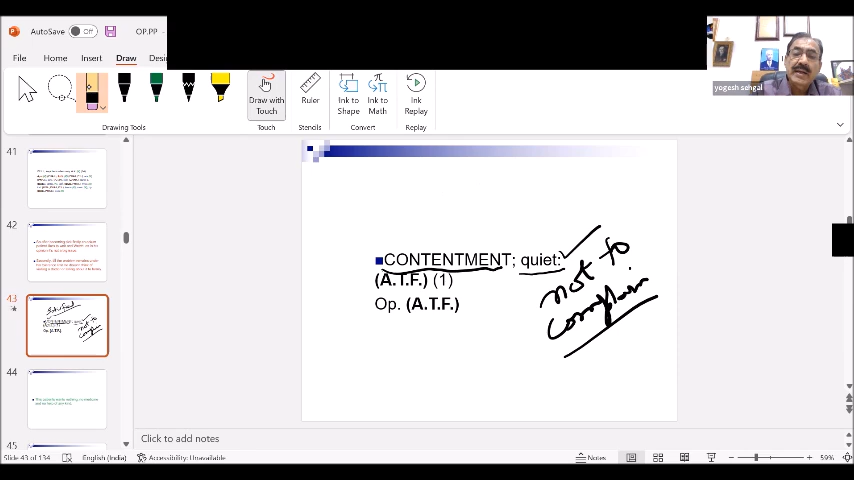 AutoSave Off OP.PP -
File Home Insert Draw Desi
Draw with Touch
Ruler
Ink to Shape
Ink to Math
Ink Replay
Drawing Tools Touch Stencils Convert Replay
yogesh sehgal
41
42
43
44
45
CONTENTMENT; quiet:
(A.T.F.) (1)
Op. (A.T.F.)
not to
complain
Click to add notes
Slide 43 of 134 English (India) Accessibility: Unavailable Notes 59%